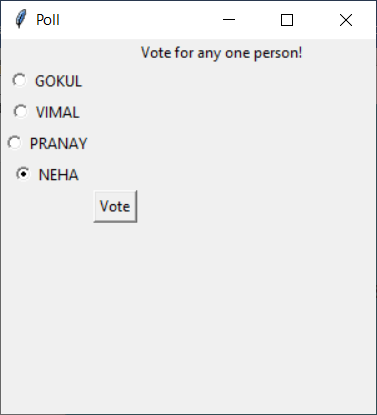 Poll
Vote for any one person!
GOKUL
VIMAL
PRANAY
NEHA
Vote